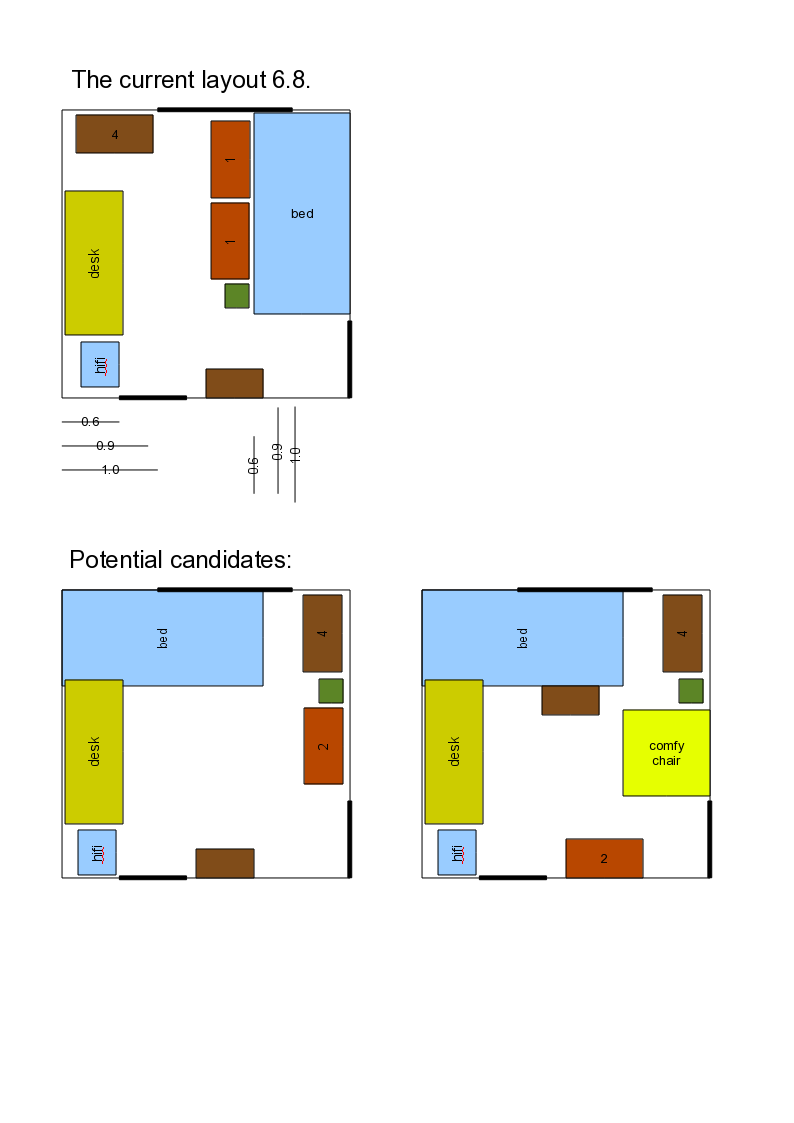 The current layout 6.8.
4
1
bed
1
desk
hifi
0.6
0.9
1.0
0.6
0.9
1.0
Potential candidates:
bed
4
desk
2
hifi
bed
4
desk
comfy
chair
hifi
2